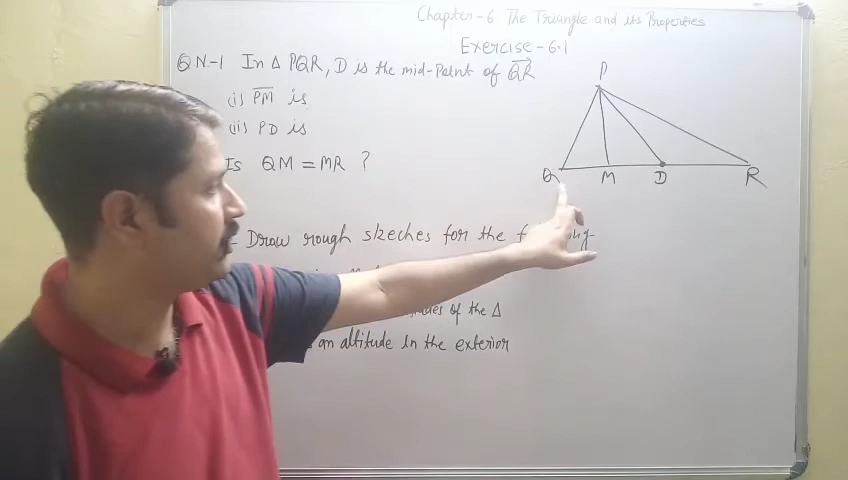 Chapter-6 The Triangle and its Properties
Exercise-6.1
QN-1 In Δ PQR, D is the mid-Point of QR
(i) PM is
(ii) PD is
Is QM = MR ?
P
Q M D R
Draw rough skeches for the
of the Δ
an altitude in the exterior